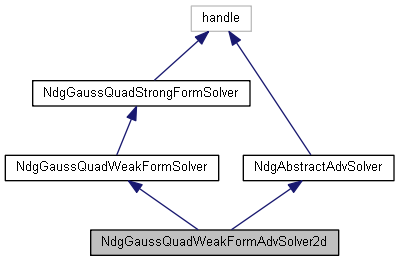 handle
NdgGaussQuadStrongFormSolver
NdgGaussQuadWeakFormSolver
NdgAbstractAdvSolver
NdgGaussQuadWeakFormAdvSolver2d